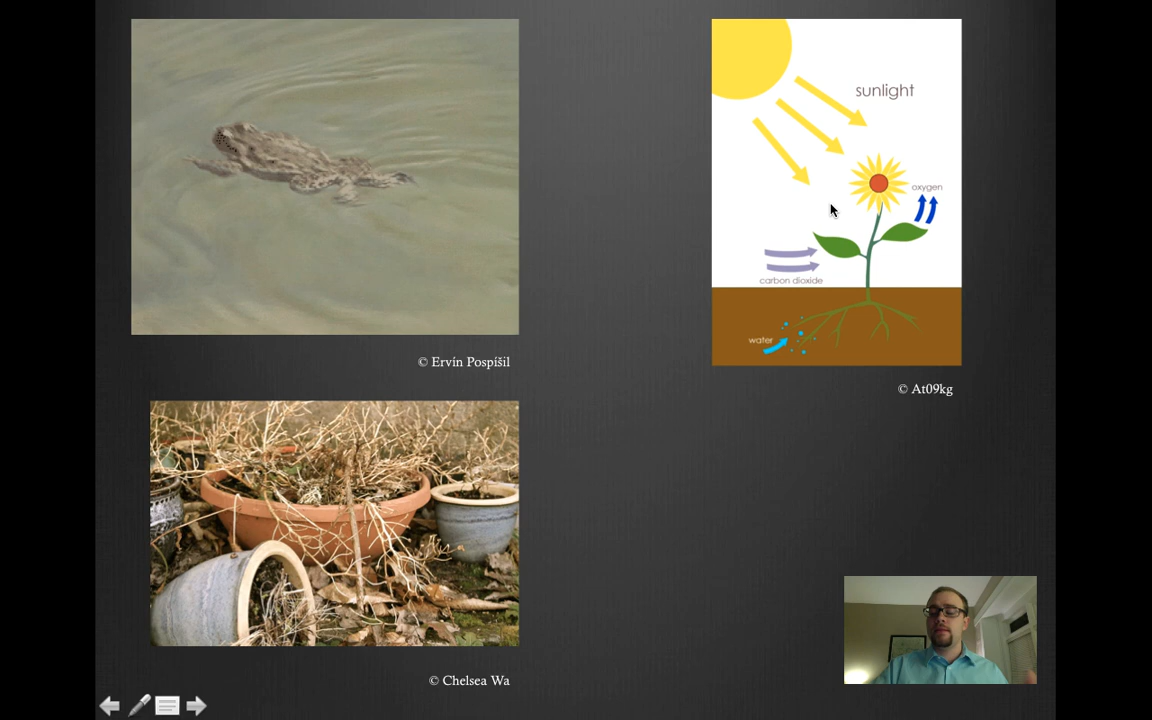 sunlight
oxygen
carbon dioxide
water
© Ervín Pospíšil
© At09kg
© Chelsea Wa